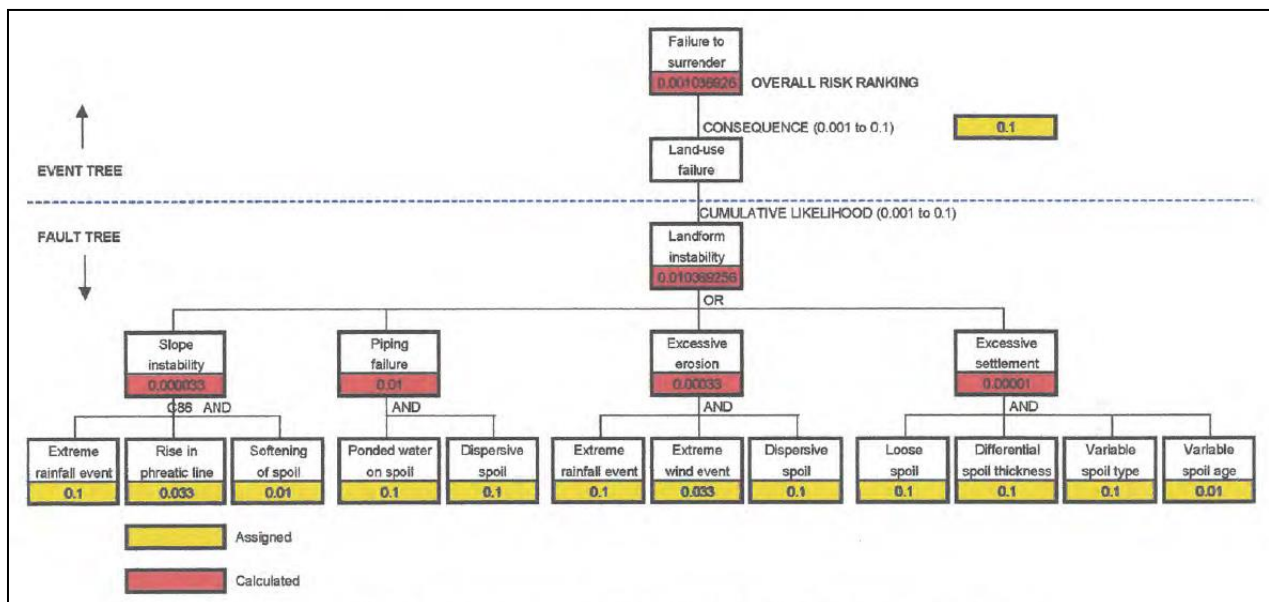 Failure to
surrender
0.001036926 OVERALL RISK RANKING
CONSEQUENCE (0.001 to 0.1) 0.1
Land-use
failure
EVENT TREE
CUMULATIVE LIKELIHOOD (0.001 to 0.1)
FAULT TREE
Landform
instability
0.010369256
OR
Slope Piping Excessive Excessive
instability failure erosion settlement
0.000033 0.01 0.00033 0.00001
C86 AND AND AND AND
Extreme Rise in Softening Ponded water Dispersive Extreme Extreme Dispersive Loose Differential Variable Variable
rainfall event phreatic line of spoil on spoil spoil rainfall event wind event spoil spoil spoil thickness spoil type spoil age
0.1 0.033 0.01 0.1 0.1 0.1 0.033 0.1 0.1 0.1 0.1 0.01
Assigned
Calculated